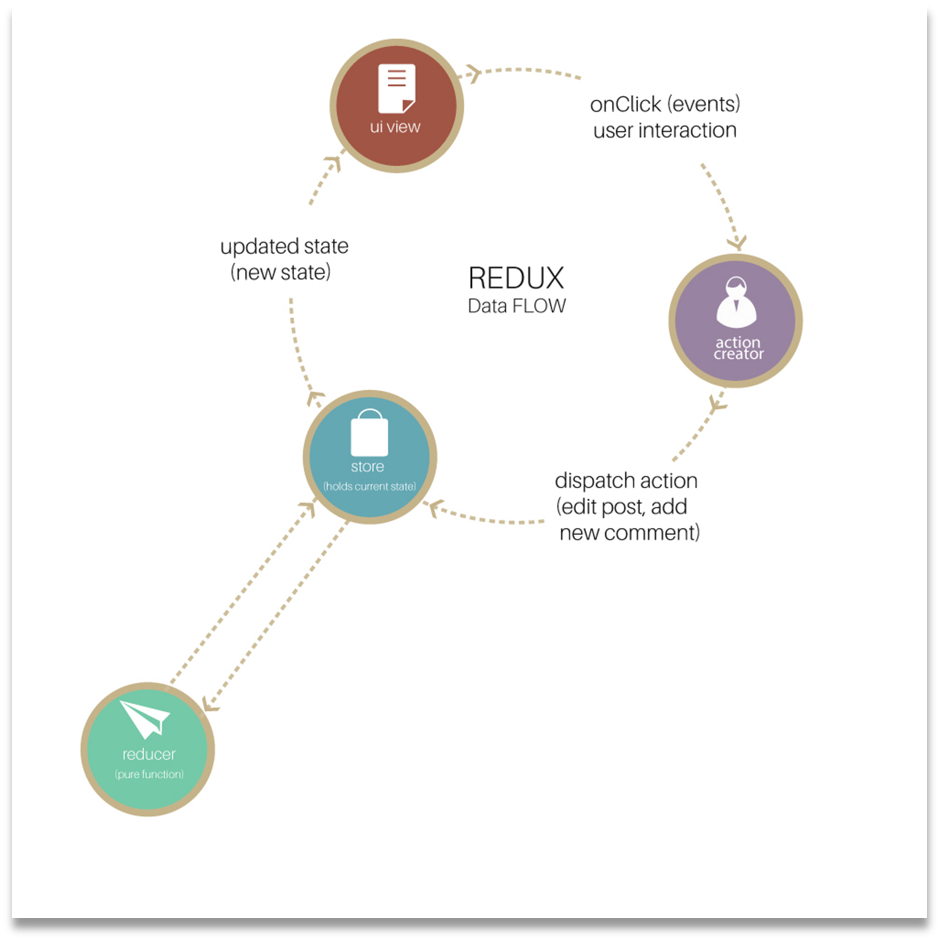 ui view
onClick (events)
user interaction
updated state
(new state)
REDUX
Data FLOW
action
creator
store
(holds current state)
dispatch action
(edit post, add
new comment)
reducer
(pure function)